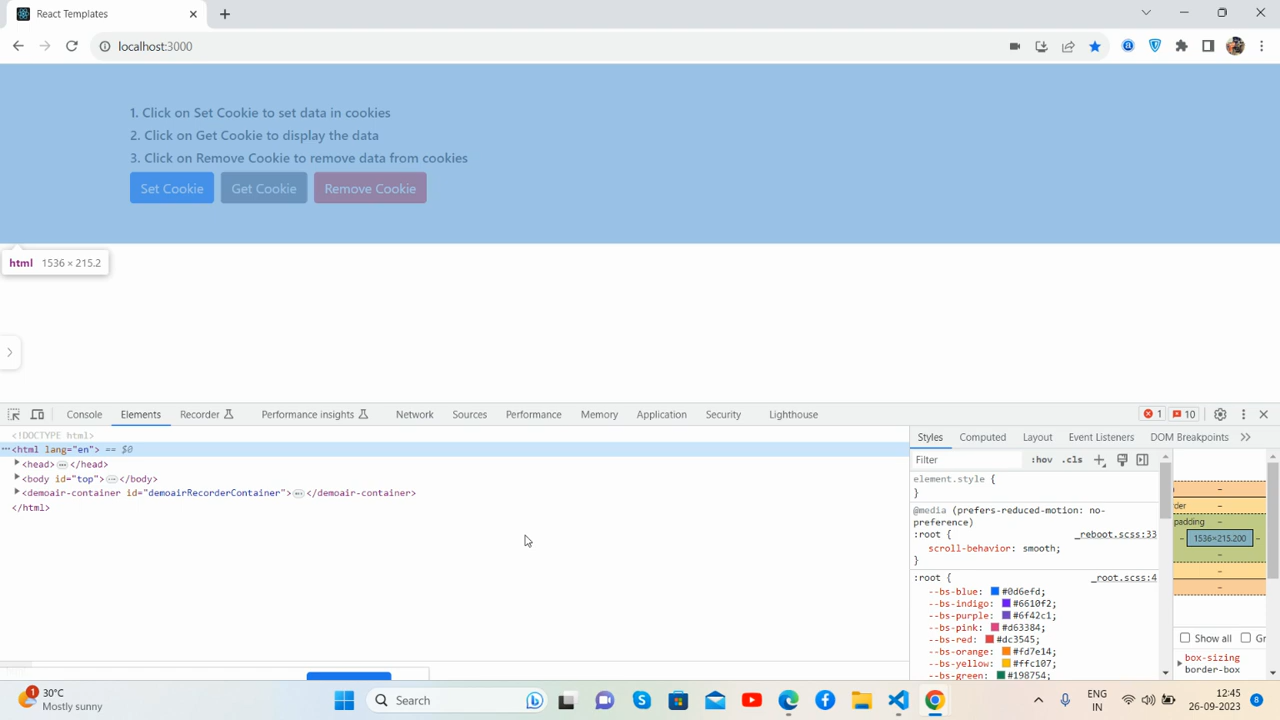 React Templates
localhost:3000
1. Click on Set Cookie to set data in cookies
2. Click on Get Cookie to display the data
3. Click on Remove Cookie to remove data from cookies
Set Cookie Get Cookie Remove Cookie
html 1536 × 215.2
Console Elements Recorder Performance insights Network Sources Performance Memory Application Security Lighthouse 1 10
<!DOCTYPE html>
<html lang="en"> == $0
<head> </head>
<body id="top"> </body>
<demoair-container id="demoairRecorderContainer"> </demoair-container>
</html>
Styles Computed Layout Event Listeners DOM Breakpoints
Filter :hov .cls
element.style {
}
@media (prefers-reduced-motion: no-
preference)
:root { _reboot.scss:33
scroll-behavior: smooth;
}
:root { _root.scss:4
--bs-blue: #0d6efd;
--bs-indigo: #6610f2;
--bs-purple: #6f42c1;
--bs-pink: #d63384;
--bs-red: #dc3545;
--bs-orange: #fd7e14;
--bs-yellow: #ffc107;
--bs-green: #198754;
der
padding
1536×215.200
Show all Gr
box-sizing
border-box
1
30°C
Mostly sunny
Search
ENG
IN
12:45
26-09-2023
8